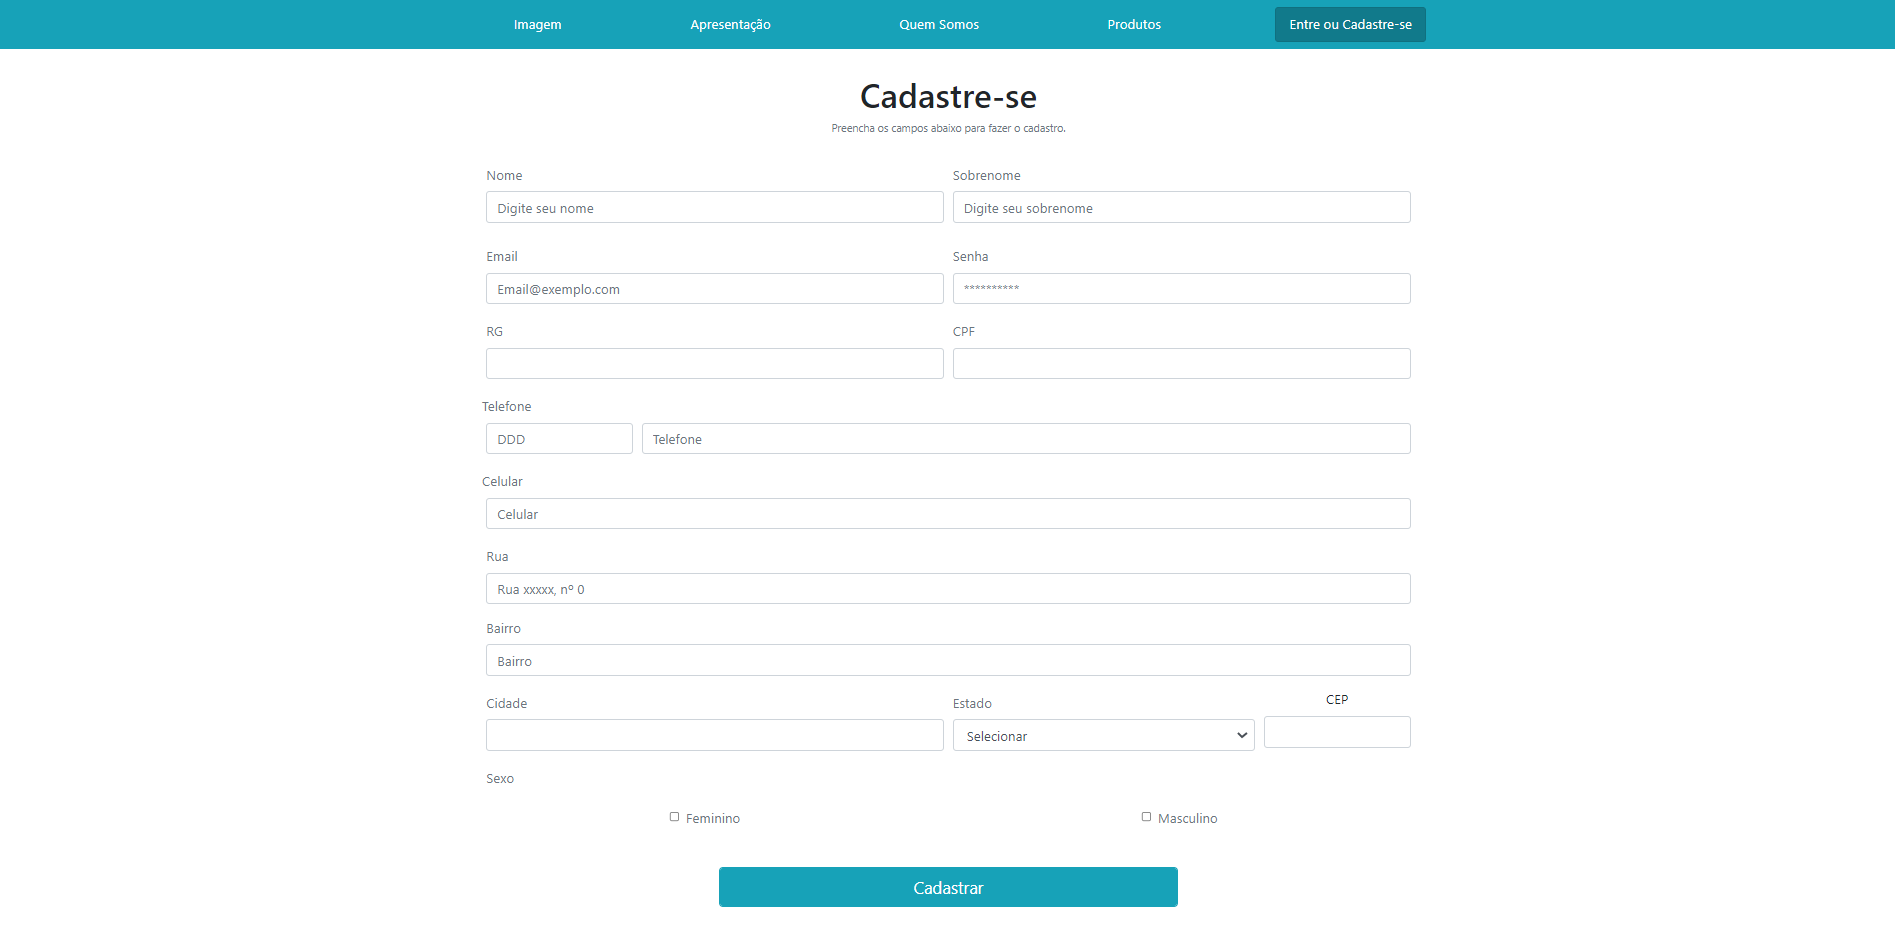 Imagem Apresentação Quem Somos Produtos Entre ou Cadastre-se
Cadastre-se
Preencha os campos abaixo para fazer o cadastro.
Nome Sobrenome
Digite seu nome Digite seu sobrenome
Email Senha
Email@exemplo.com **********
RG CPF
Telefone
DDD Telefone
Celular
Celular
Rua
Rua xxxxx, nº 0
Bairro
Bairro
Cidade Estado CEP
Selecionar
Sexo
Feminino Masculino
Cadastrar